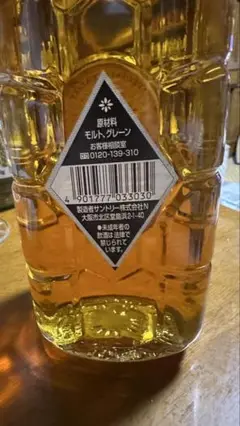 原材料
モルト、グレーン
お客様相談室
0120-139-310
4 901777 033030
製造者サントリー株式会社N
大阪市北区堂島浜2-1-40
●未成年者の
飲酒は法律で
禁じられて
います。